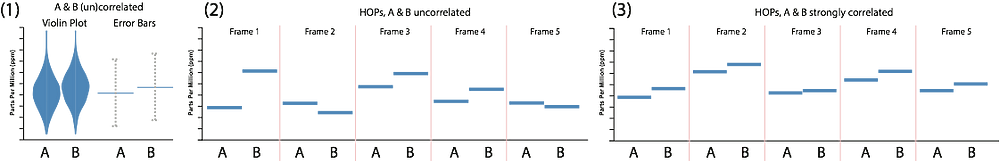 (1)
A & B (un)correlated
Violin Plot Error Bars
Parts Per Million (ppm)
A B A B
(2)
HOPs, A & B uncorrelated
Frame 1 Frame 2 Frame 3 Frame 4 Frame 5
Parts Per Million (ppm)
A B A B A B A B A B
(3)
HOPs, A & B strongly correlated
Frame 1 Frame 2 Frame 3 Frame 4 Frame 5
Parts Per Million (ppm)
A B A B A B A B A B